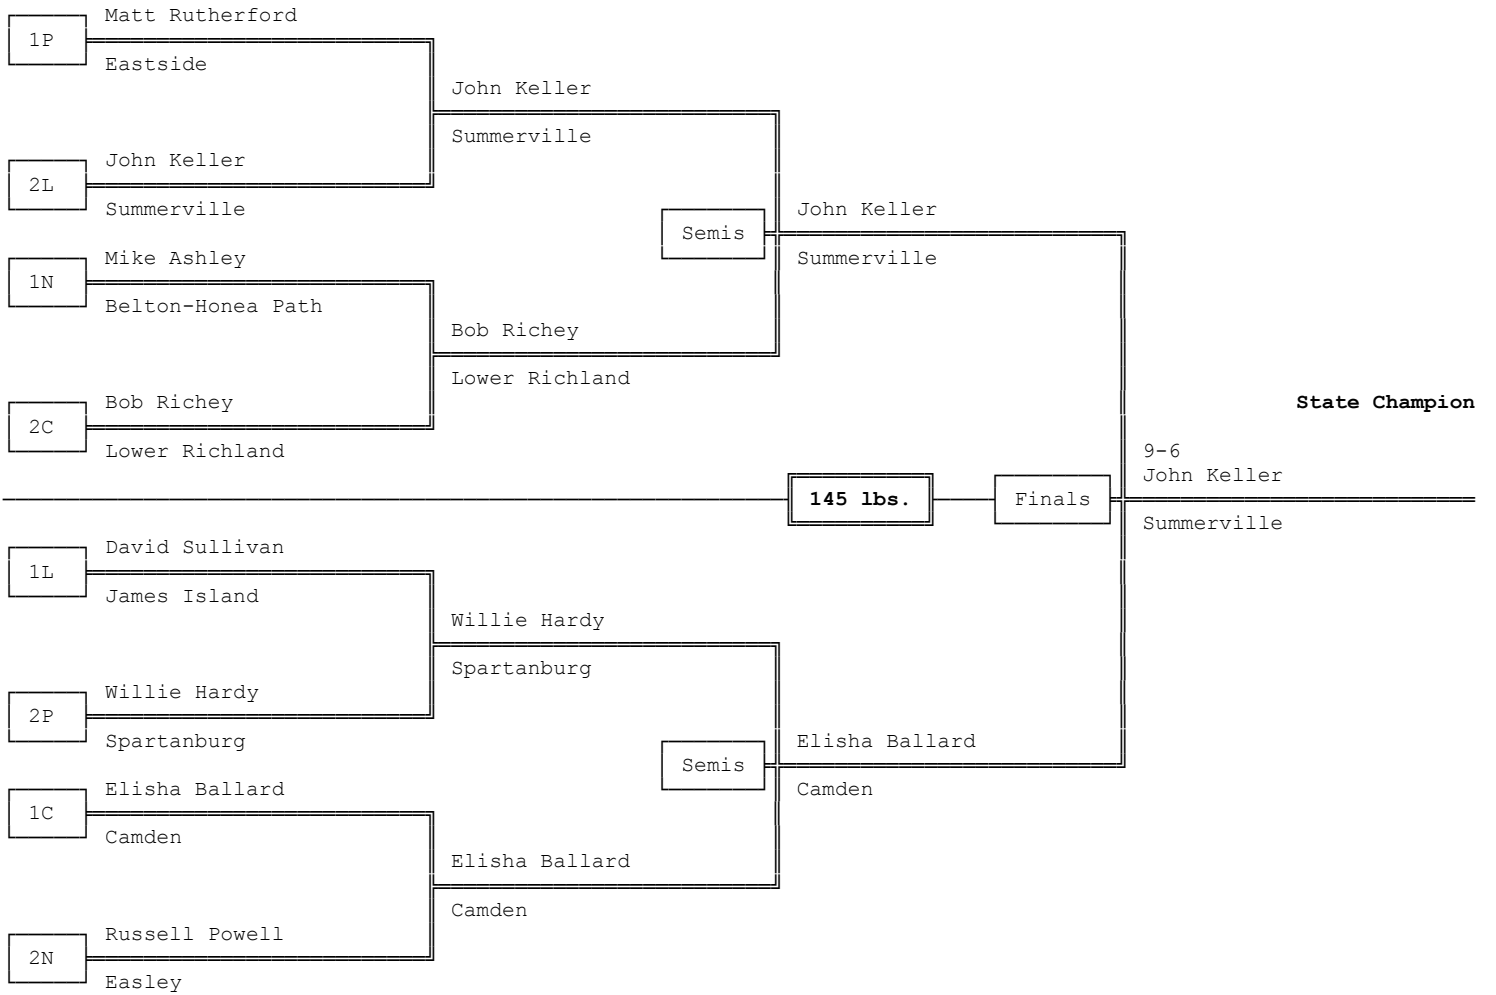 Matt Rutherford
1P
Eastside
John Keller
Summerville
John Keller
2L
Summerville
John Keller
Semis
Summerville
Mike Ashley
1N
Belton-Honea Path
Bob Richey
Lower Richland
Bob Richey
State Champion
2C
Lower Richland
9-6
John Keller
145 lbs.
Finals
Summerville
David Sullivan
1L
James Island
Willie Hardy
Spartanburg
Willie Hardy
2P
Spartanburg
Elisha Ballard
Semis
Camden
Elisha Ballard
1C
Camden
Elisha Ballard
Camden
Russell Powell
2N
Easley